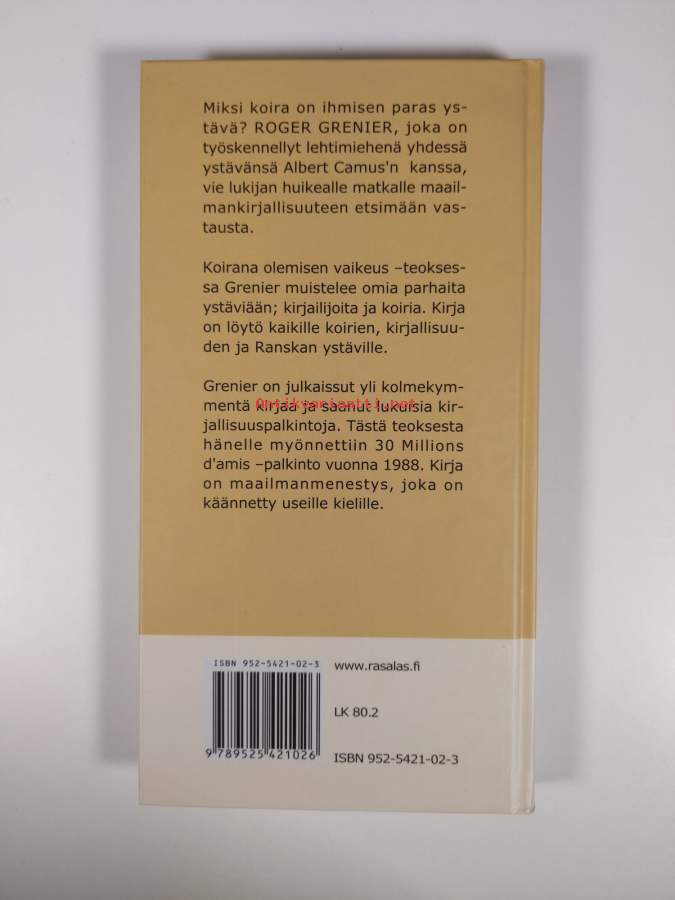 Miksi koira on ihmisen paras ys-
tävä? ROGER GRENIER, joka on
työskennellyt lehtimiehenä yhdessä
ystävänsä Albert Camus'n kanssa,
vie lukijan huikealle matkalle maail-
mankirjallisuuteen etsimään vas-
tausta.
Koirana olemisen vaikeus –teokses-
sa Grenier muistelee omia parhaita
ystäviään; kirjailijoita ja koiria. Kirja
on löytö kaikille koirien, kirjallisuu-
den ja Ranskan ystäville.
Grenier on julkaissut yli kolmekym-
mentä kirjaa ja saanut lukuisia kir-
Antikvariaatti.net
jallisuuspalkintoja. Tästä teoksesta
hänelle myönnettiin 30 Millions
d'amis –palkinto vuonna 1988. Kirja
on maailmanmenestys, joka on
käännetty useille kielille.
ISBN 952-5421-02-3
9 789525 421026
www.rasalas.fi
LK 80.2
ISBN 952-5421-02-3